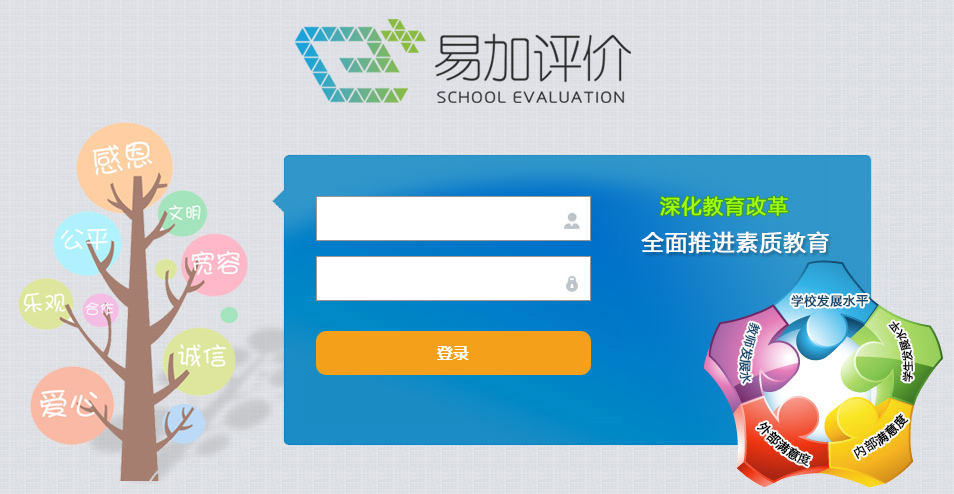 易加评价
SCHOOL EVALUATION
感恩
文明
公平
宽容
乐观
合作
诚信
爱心
登录
深化教育改革
全面推进素质教育
学校发展水平
教师发展水
学生发展水平
外部满意度
内部满意度